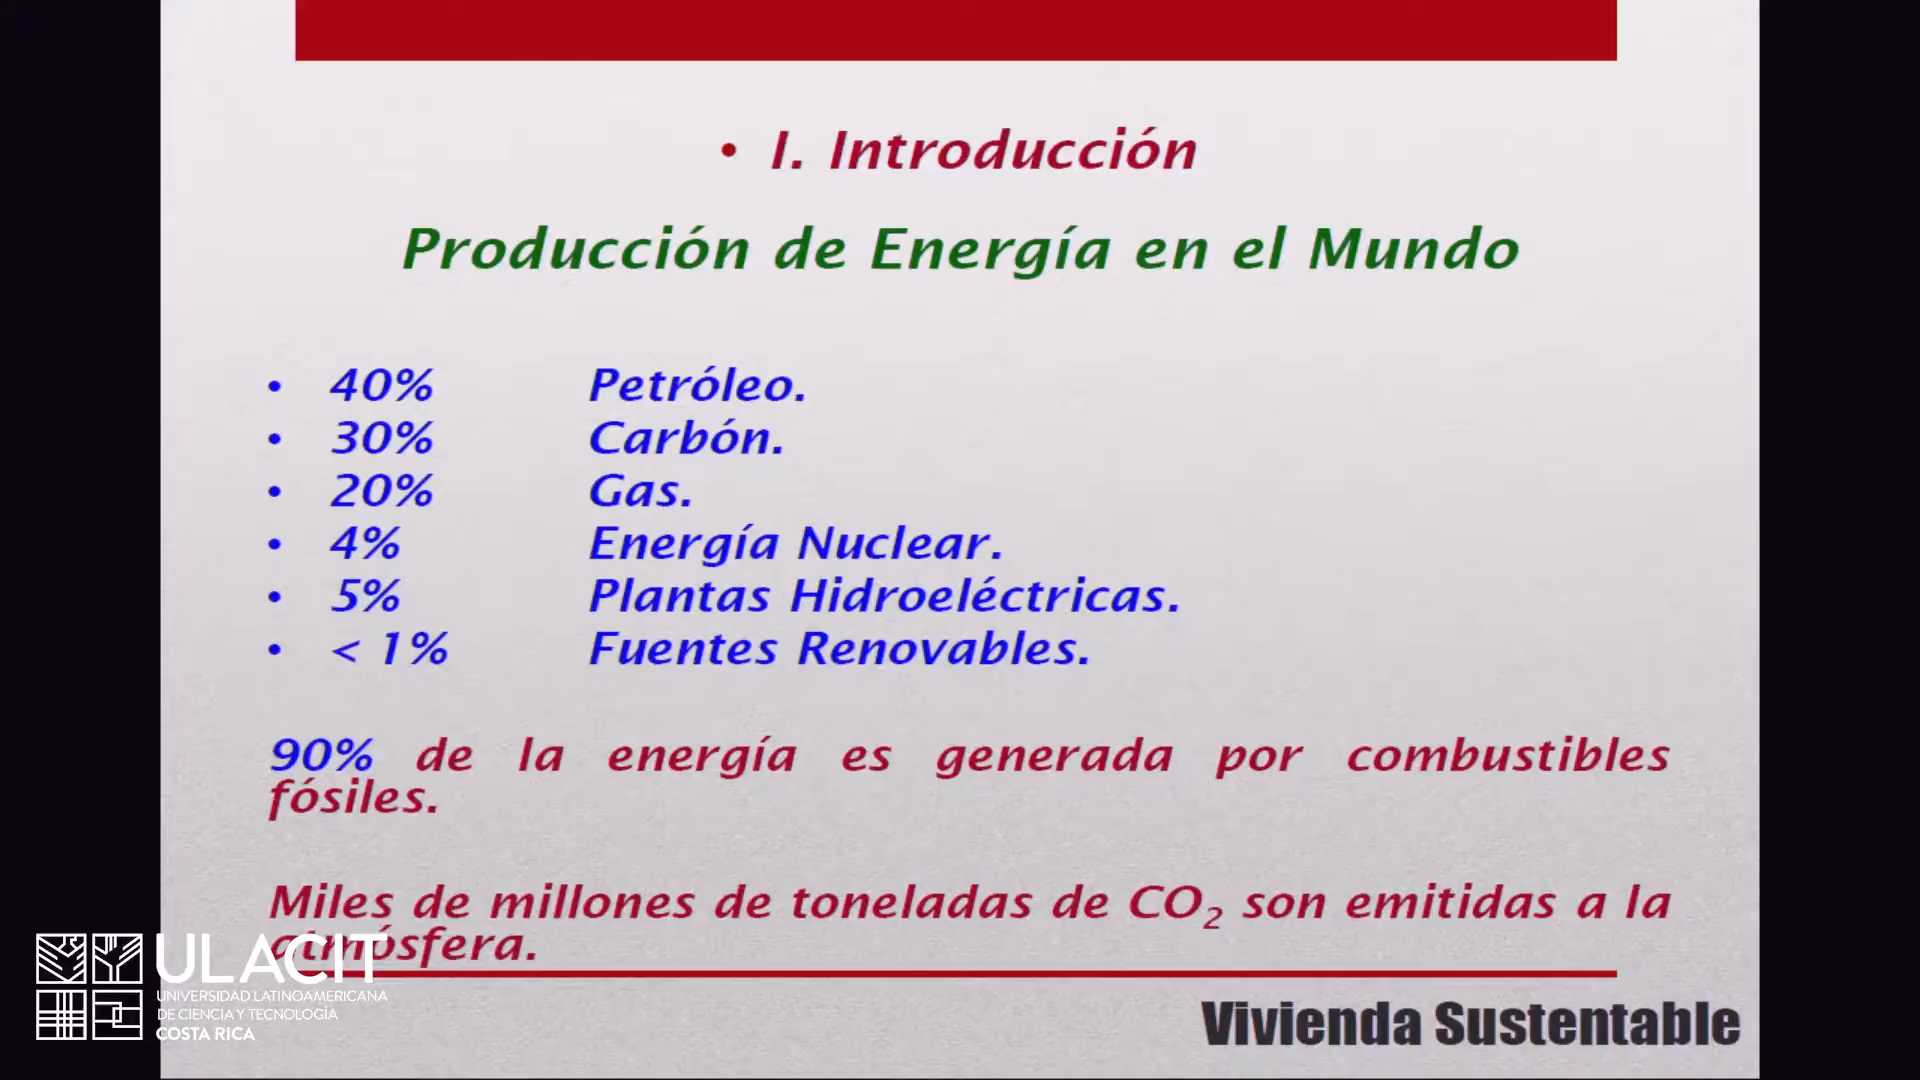 • I. Introducción
Producción de Energía en el Mundo
• 40% Petróleo.
• 30% Carbón.
• 20% Gas.
• 4% Energía Nuclear.
• 5% Plantas Hidroeléctricas.
• < 1% Fuentes Renovables.
90% de la energía es generada por combustibles
fósiles.
Miles de millones de toneladas de CO₂ son emitidas a la
atmósfera.
ULACIT
UNIVERSIDAD LATINOAMERICANA
DE CIENCIA Y TECNOLOGÍA
COSTA RICA
Vivienda Sustentable